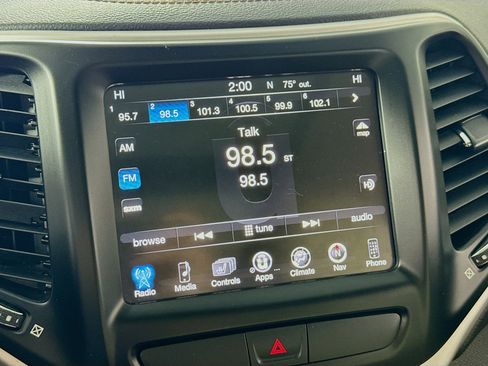 HI 2:00 N 75° out. HI
1 95.7 2 98.5 3 101.3 4 100.5 5 99.9 6 102.1
Talk
map
AM
98.5 ST
FM
98.5
sxm
browse tune audio
Radio Media Controls Apps Climate Nav Phone